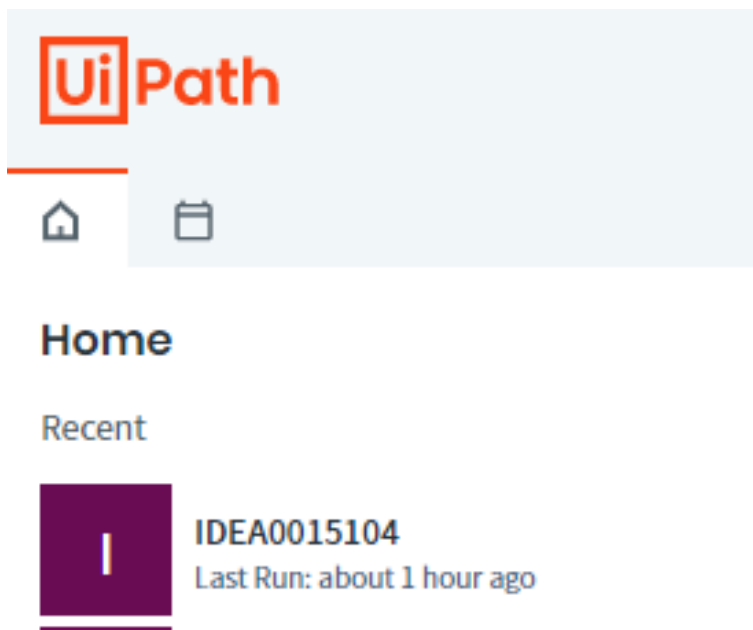 UiPath
Home
Recent
I
IDEA0015104
Last Run: about 1 hour ago